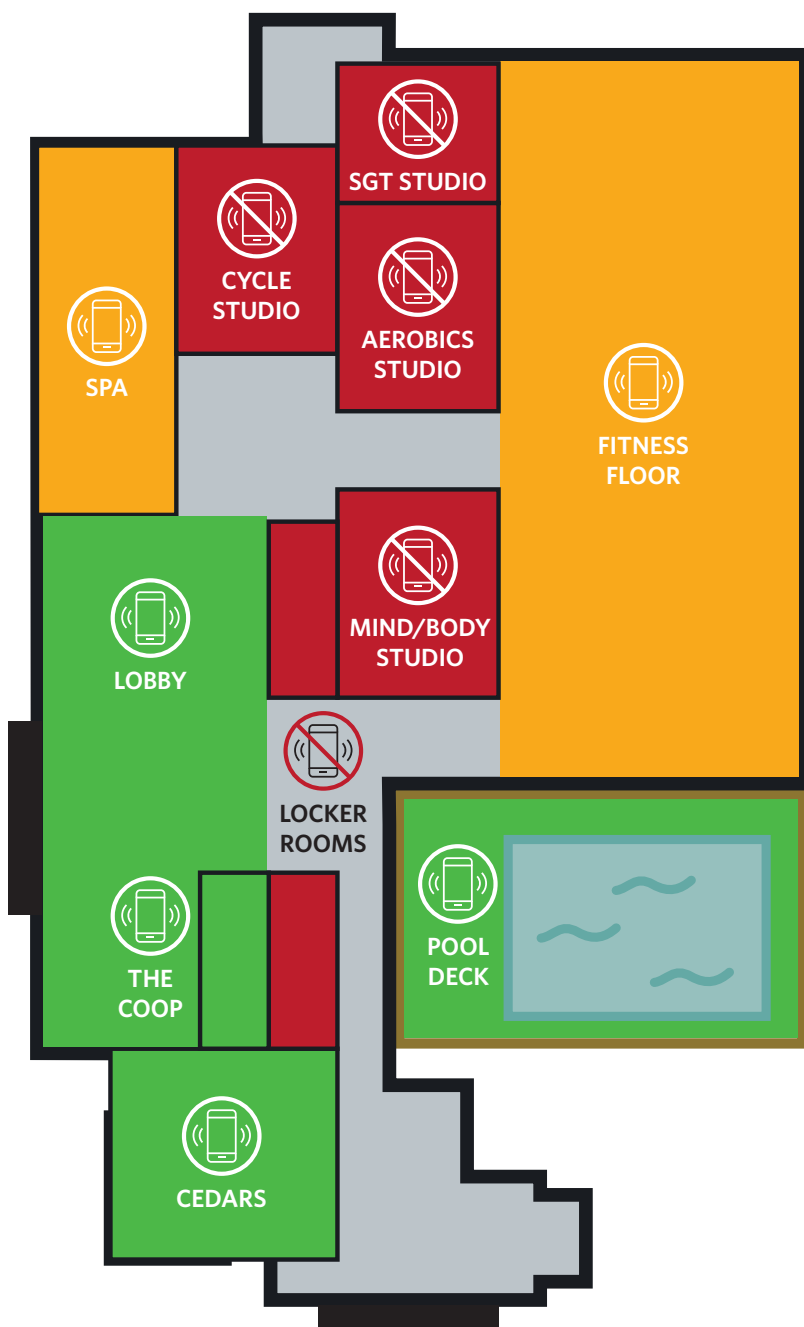 SGT STUDIO
CYCLE
STUDIO
AEROBICS
STUDIO
SPA
FITNESS
FLOOR
MIND/BODY
STUDIO
LOBBY
LOCKER
ROOMS
THE
COOP
POOL
DECK
CEDARS